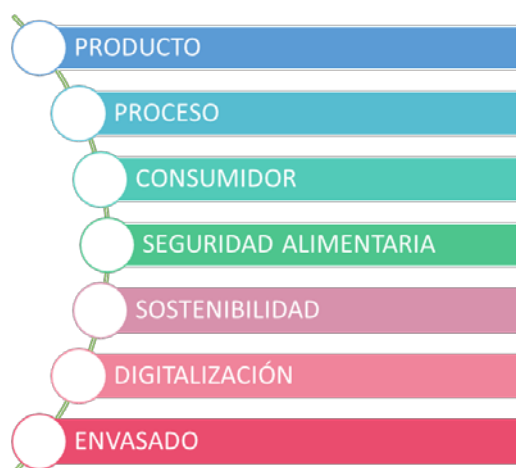 PRODUCTO
PROCESO
CONSUMIDOR
SEGURIDAD ALIMENTARIA
SOSTENIBILIDAD
DIGITALIZACIÓN
ENVASADO